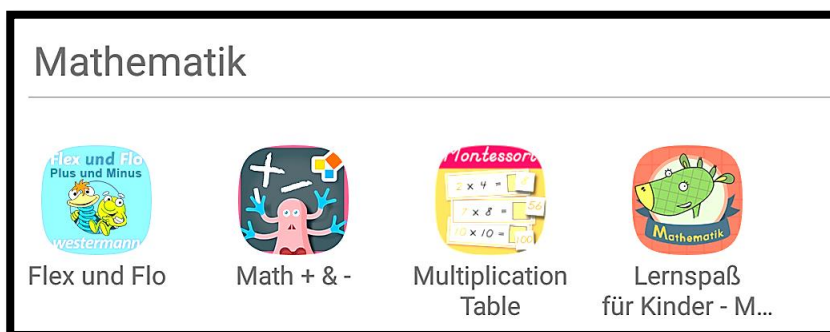 Mathematik
Flex und Flo
Plus und Minus
westermann
+
-
Montessori
2 x 4 = 8
7 x 8 = 56
10 x 10 = 100
Mathematik
Flex und Flo
Math + & -
Multiplication
Table
Lernspaß
für Kinder - M...